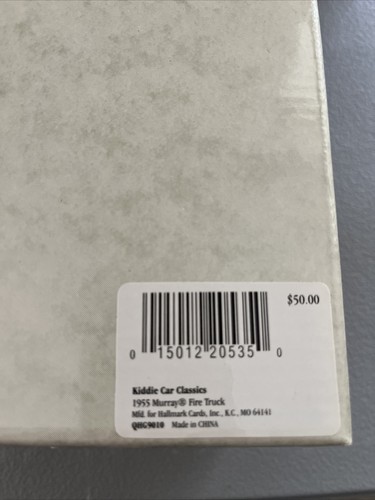 $50.00
0 15012 20535 0
Kiddie Car Classics
1955 Murray® Fire Truck
Mfd. for Hallmark Cards, Inc., K.C., MO 64141
QHG9010 Made in CHINA